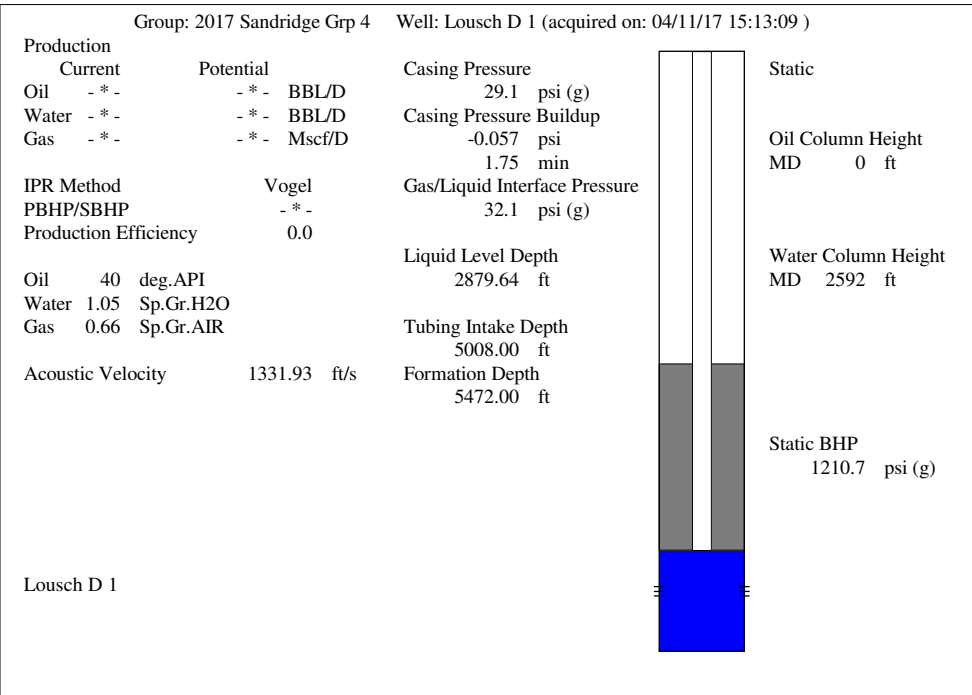 Group: 2017 Sandridge Grp 4 Well: Lousch D 1 (acquired on: 04/11/17 15:13:09 )
Production
Current Potential
Oil - * - - * - BBL/D
Water - * - - * - BBL/D
Gas - * - - * - Mscf/D
IPR Method Vogel
PBHP/SBHP - * -
Production Efficiency 0.0
Oil 40 deg.API
Water 1.05 Sp.Gr.H2O
Gas 0.66 Sp.Gr.AIR
Acoustic Velocity 1331.93 ft/s
Casing Pressure
29.1 psi (g)
Casing Pressure Buildup
-0.057 psi
1.75 min
Gas/Liquid Interface Pressure
32.1 psi (g)
Liquid Level Depth
2879.64 ft
Tubing Intake Depth
5008.00 ft
Formation Depth
5472.00 ft
Static
Oil Column Height
MD 0 ft
Water Column Height
MD 2592 ft
Static BHP
1210.7 psi (g)
Lousch D 1